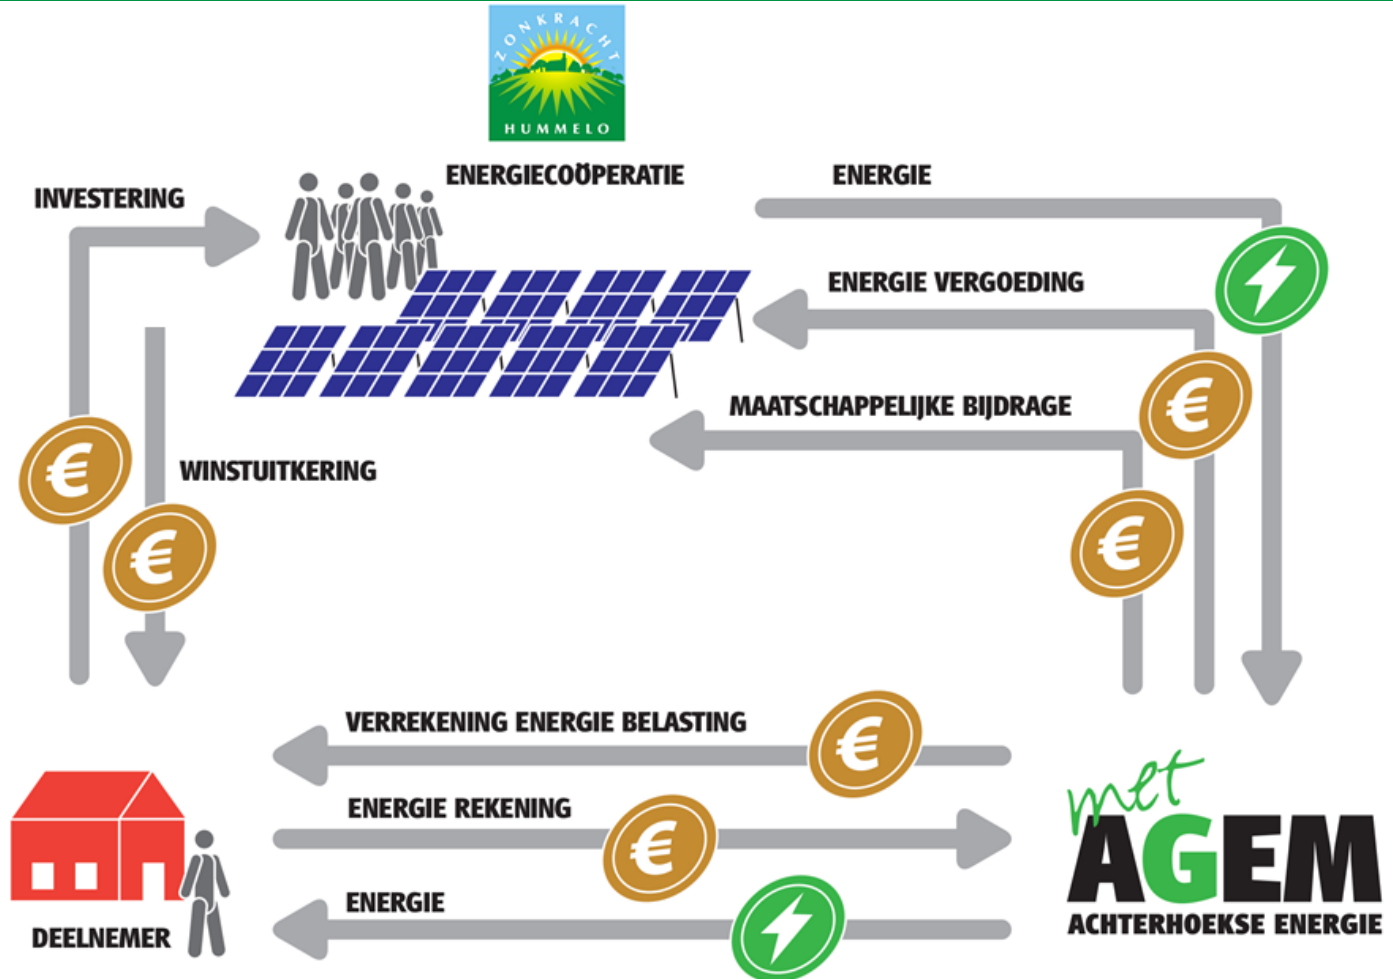 ZONKRACHT
HUMMELO
ENERGIECOÖPERATIE
INVESTERING
ENERGIE
ENERGIE VERGOEDING
€
MAATSCHAPPELIJKE BIJDRAGE
€
€
WINSTUITKERING
€
VERREKENING ENERGIE BELASTING
€
ENERGIE REKENING
€
ENERGIE
DEELNEMER
met
AGEM
ACHTERHOEKSE ENERGIE